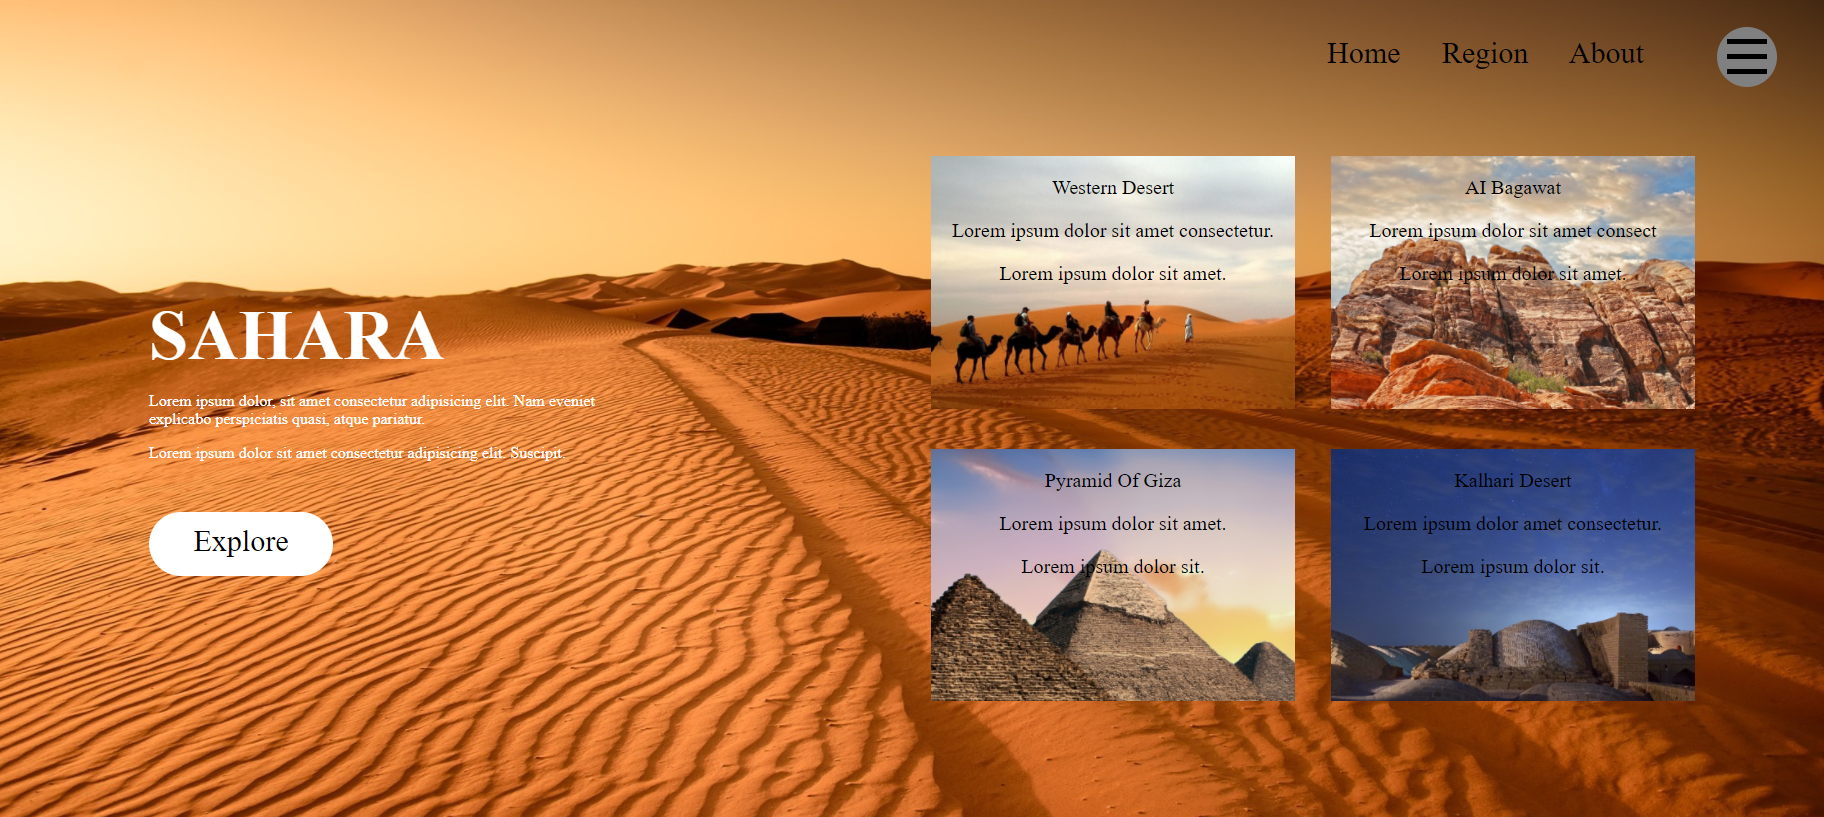 Home Region About
SAHARA
Lorem ipsum dolor, sit amet consectetur adipisicing elit. Nam eveniet
explicabo perspiciatis quasi, atque pariatur.
Lorem ipsum dolor sit amet consectetur adipisicing elit. Suscipit.
Explore
Western Desert
Lorem ipsum dolor sit amet consectetur.
Lorem ipsum dolor sit amet.
AI Bagawat
Lorem ipsum dolor sit amet consect
Lorem ipsum dolor sit amet.
Pyramid Of Giza
Lorem ipsum dolor sit amet.
Lorem ipsum dolor sit.
Kalhari Desert
Lorem ipsum dolor amet consectetur.
Lorem ipsum dolor sit.